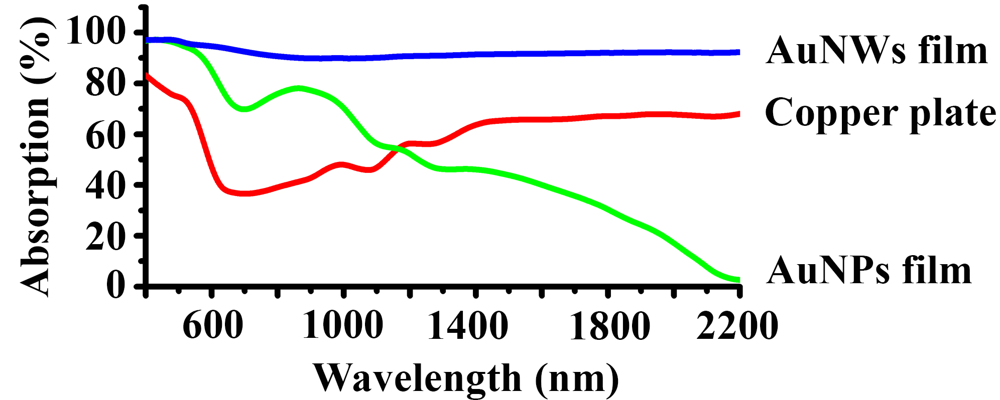 Absorption (%)
100
80
60
40
20
0
600 1000 1400 1800 2200
Wavelength (nm)
AuNWs film
Copper plate
AuNPs film